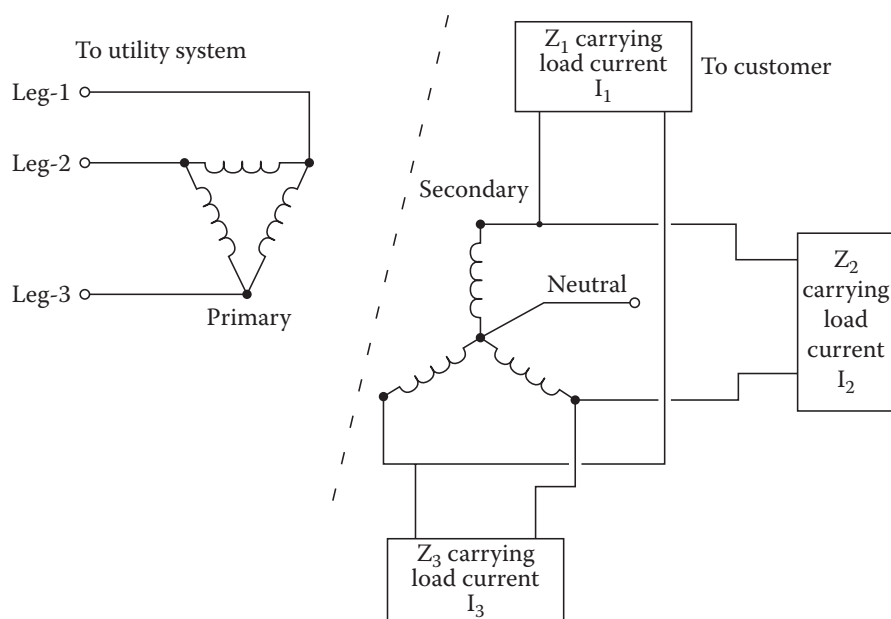 To utility system
Leg-1
Leg-2
Leg-3
Primary
Z₁ carrying
load current
I₁
To customer
Secondary
Neutral
Z₂
carrying
load
current
I₂
Z₃ carrying
load current
I₃